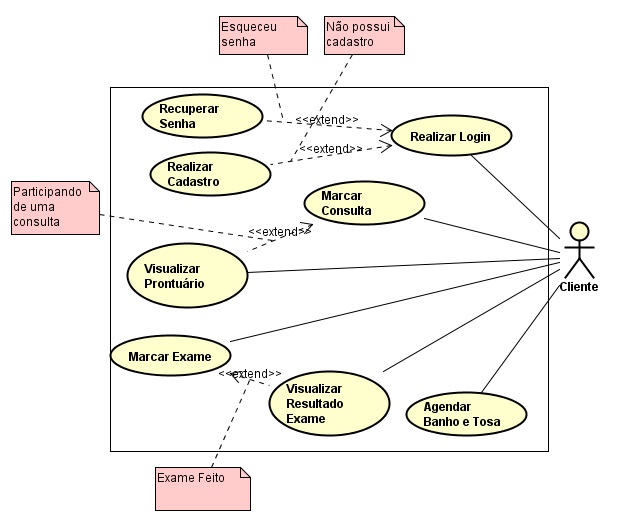 Esqueceu
senha
Não possui
cadastro
Recuperar
Senha
<<extend>>
Realizar Login
<<extend>>
Realizar
Cadastro
Participando
de uma
consulta
Marcar
Consulta
<<extend>>
Visualizar
Prontuário
Cliente
Marcar Exame
<<extend>>
Visualizar
Resultado
Exame
Agendar
Banho e Tosa
Exame Feito